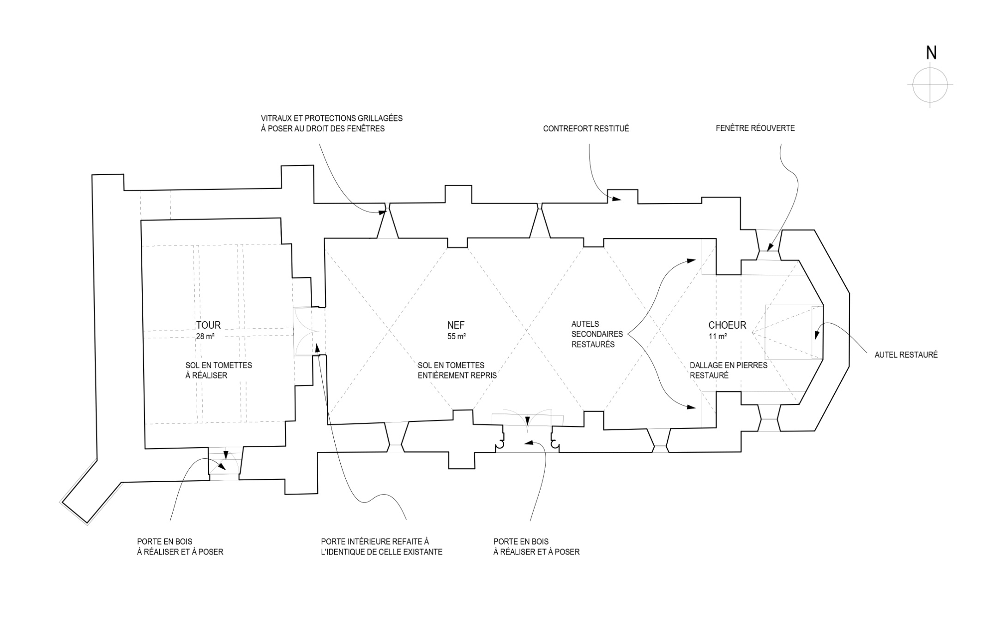 N
VITRAUX ET PROTECTIONS GRILLAGÉES
À POSER AU DROIT DES FENÊTRES
CONTREFORT RESTITUÉ
FENÊTRE RÉOUVERTE
TOUR
28 m²
SOL EN TOMETTES
À RÉALISER
NEF
55 m²
SOL EN TOMETTES
ENTIÈREMENT REPRIS
AUTELS
SECONDAIRES
RESTAURÉS
CHOEUR
11 m²
DALLAGE EN PIERRES
RESTAURÉ
AUTEL RESTAURÉ
PORTE EN BOIS
À RÉALISER ET À POSER
PORTE INTÉRIEURE REFAITE À
L'IDENTIQUE DE CELLE EXISTANTE
PORTE EN BOIS
À RÉALISER ET À POSER